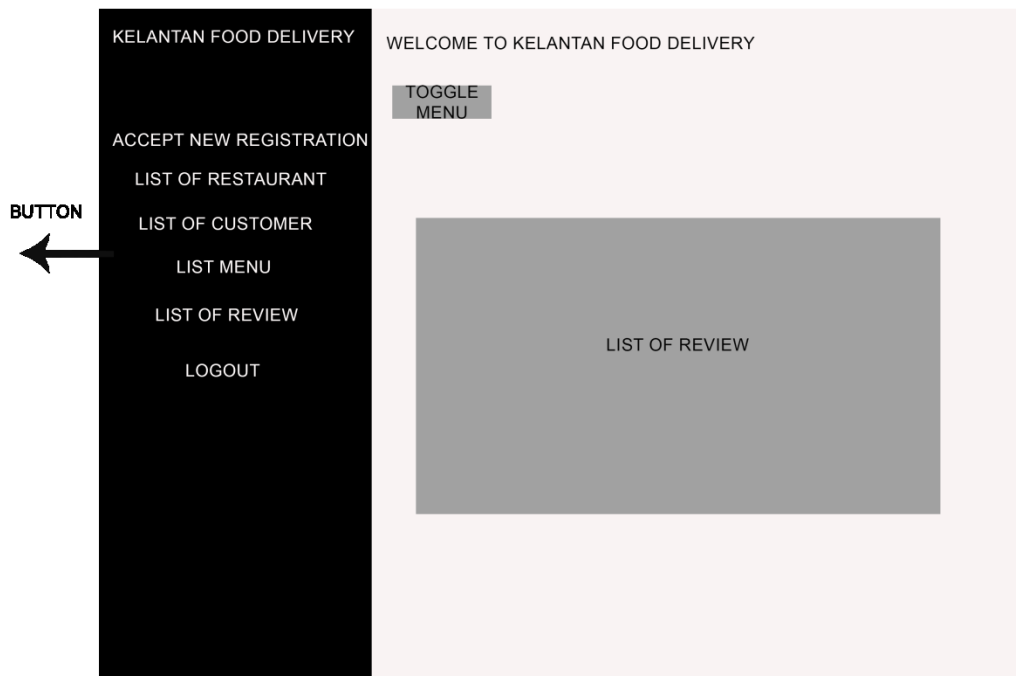 KELANTAN FOOD DELIVERY
ACCEPT NEW REGISTRATION
LIST OF RESTAURANT
LIST OF CUSTOMER
LIST MENU
LIST OF REVIEW
LOGOUT
BUTTON
WELCOME TO KELANTAN FOOD DELIVERY
TOGGLE
MENU
LIST OF REVIEW